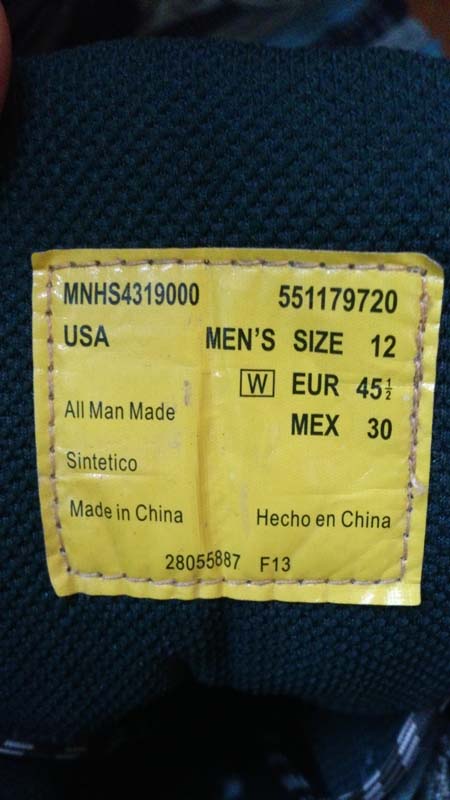 MNHS4319000 551179720
USA MEN'S SIZE 12
W EUR 45½
All Man Made MEX 30
Sintetico
Made in China Hecho en China
28055887 F13